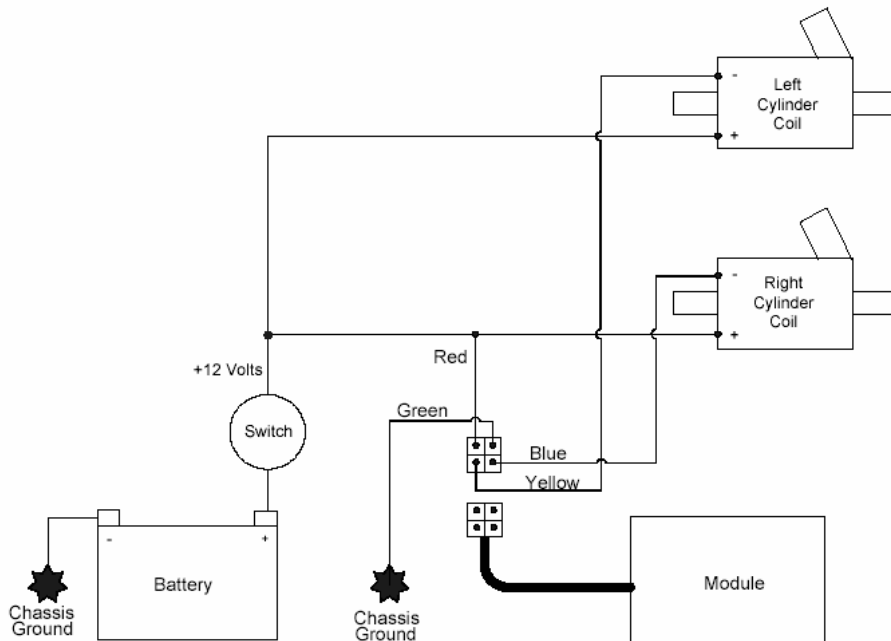 -
Left
Cylinder
Coil
+
-
Right
Cylinder
Coil
+
Red
+12 Volts
Green
Switch
Blue
Yellow
- +
Battery
Module
Chassis
Ground
Chassis
Ground